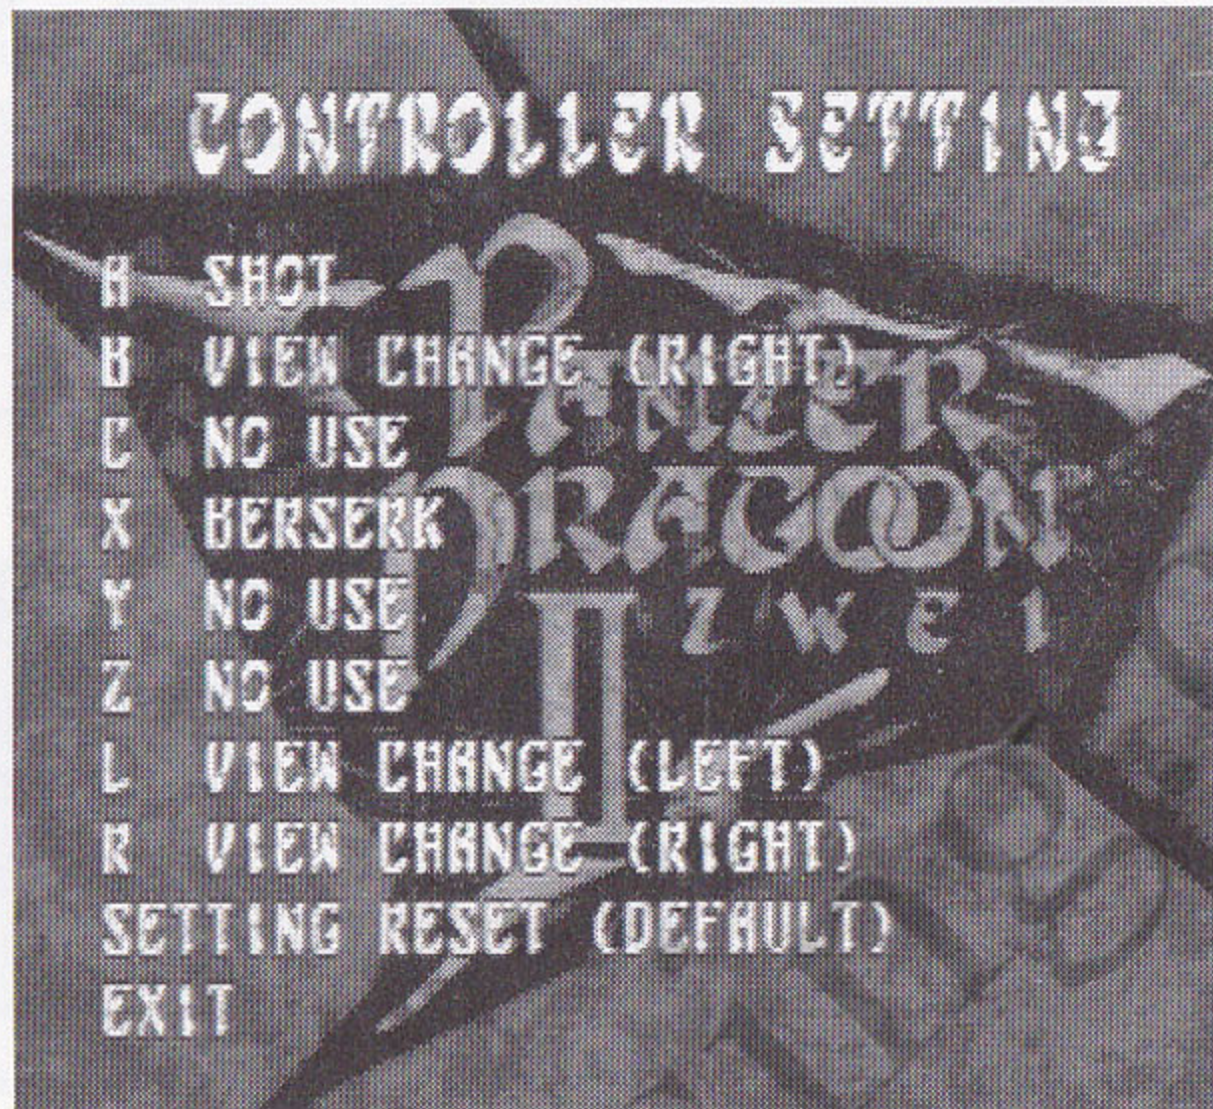 CONTROLLER SETTING
A SHOT
B VIEW CHANGE (RIGHT)
C NO USE
X BERSERK
Y NO USE
Z NO USE
L VIEW CHANGE (LEFT)
R VIEW CHANGE (RIGHT)
SETTING RESET (DEFAULT)
EXIT
PANZER
DRAGOON
II ZWEI